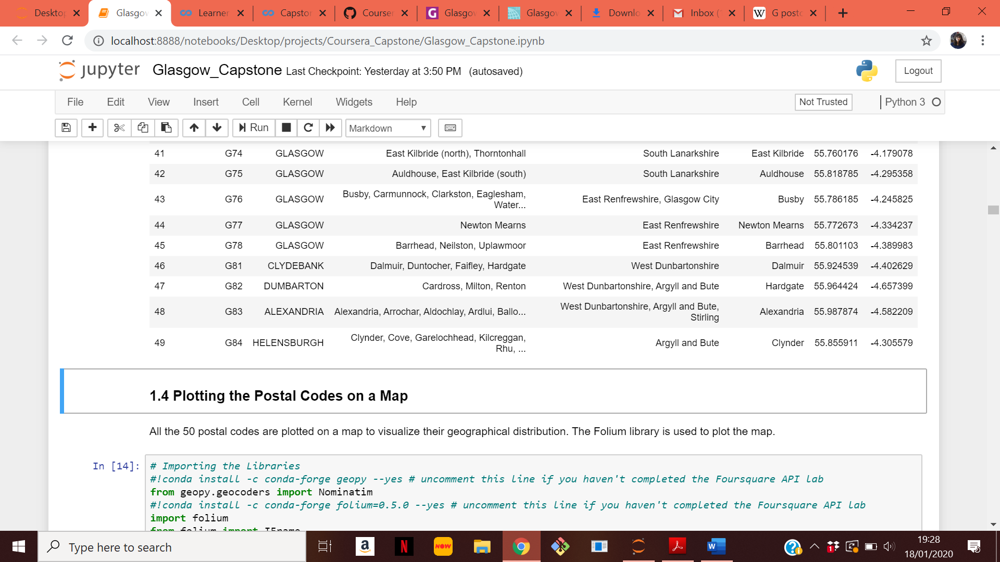 Desktop
Glasgow
Learner
Capston
Courser
G Glasgow
Glasgow
Downlo
Inbox (
W G postc
localhost:8888/notebooks/Desktop/projects/Coursera_Capstone/Glasgow_Capstone.ipynb
jupyter Glasgow_Capstone Last Checkpoint: Yesterday at 3:50 PM (autosaved) Logout
File Edit View Insert Cell Kernel Widgets Help Not Trusted Python 3
Run Markdown
41 G74 GLASGOW East Kilbride (north), Thorntonhall South Lanarkshire East Kilbride 55.760176 -4.179078
42 G75 GLASGOW Auldhouse, East Kilbride (south) South Lanarkshire Auldhouse 55.818785 -4.295358
43 G76 GLASGOW Busby, Carmunnock, Clarkston, Eaglesham, Water... East Renfrewshire, Glasgow City Busby 55.786185 -4.245825
44 G77 GLASGOW Newton Mearns East Renfrewshire Newton Mearns 55.772673 -4.334237
45 G78 GLASGOW Barrhead, Neilston, Uplawmoor East Renfrewshire Barrhead 55.801103 -4.389983
46 G81 CLYDEBANK Dalmuir, Duntocher, Faifley, Hardgate West Dunbartonshire Dalmuir 55.924539 -4.402629
47 G82 DUMBARTON Cardross, Milton, Renton West Dunbartonshire, Argyll and Bute Hardgate 55.964424 -4.657399
48 G83 ALEXANDRIA Alexandria, Arrochar, Aldochlay, Ardlui, Ballo... West Dunbartonshire, Argyll and Bute, Stirling Alexandria 55.987874 -4.582209
49 G84 HELENSBURGH Clynder, Cove, Garelochhead, Kilcreggan, Rhu, ... Argyll and Bute Clynder 55.855911 -4.305579
1.4 Plotting the Postal Codes on a Map
All the 50 postal codes are plotted on a map to visualize their geographical distribution. The Folium library is used to plot the map.
In [14]: # Importing the Libraries
#!conda install -c conda-forge geopy --yes # uncomment this line if you haven't completed the Foursquare API lab
from geopy.geocoders import Nominatim
#!conda install -c conda-forge folium=0.5.0 --yes # uncomment this line if you haven't completed the Foursquare API lab
import folium
from folium import IFrame
Type here to search
a N NOW W
19:28
18/01/2020